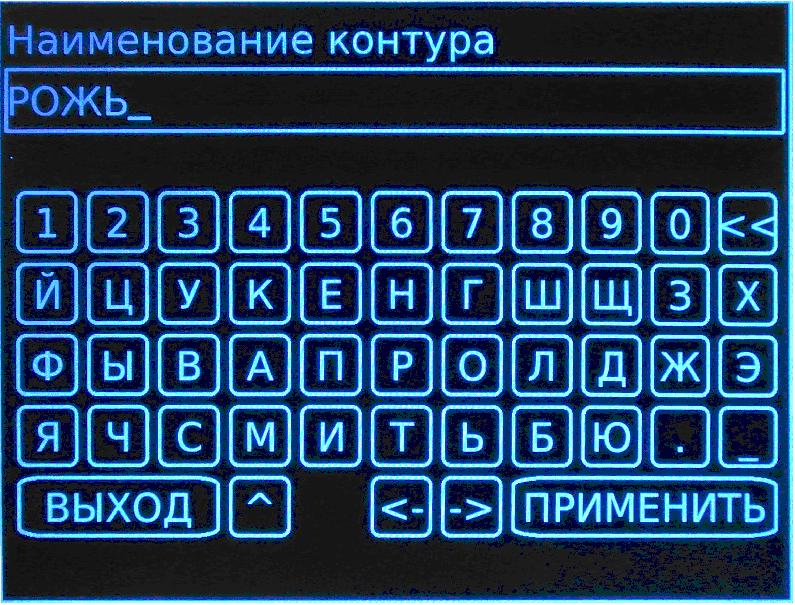 Наименование контура
РОЖЬ_
1 2 3 4 5 6 7 8 9 0 <<
Й Ц У К Е Н Г Ш Щ З Х
Ф Ы В А П Р О Л Д Ж Э
Я Ч С М И Т Ь Б Ю . _
ВЫХОД ^ <- -> ПРИМЕНИТЬ